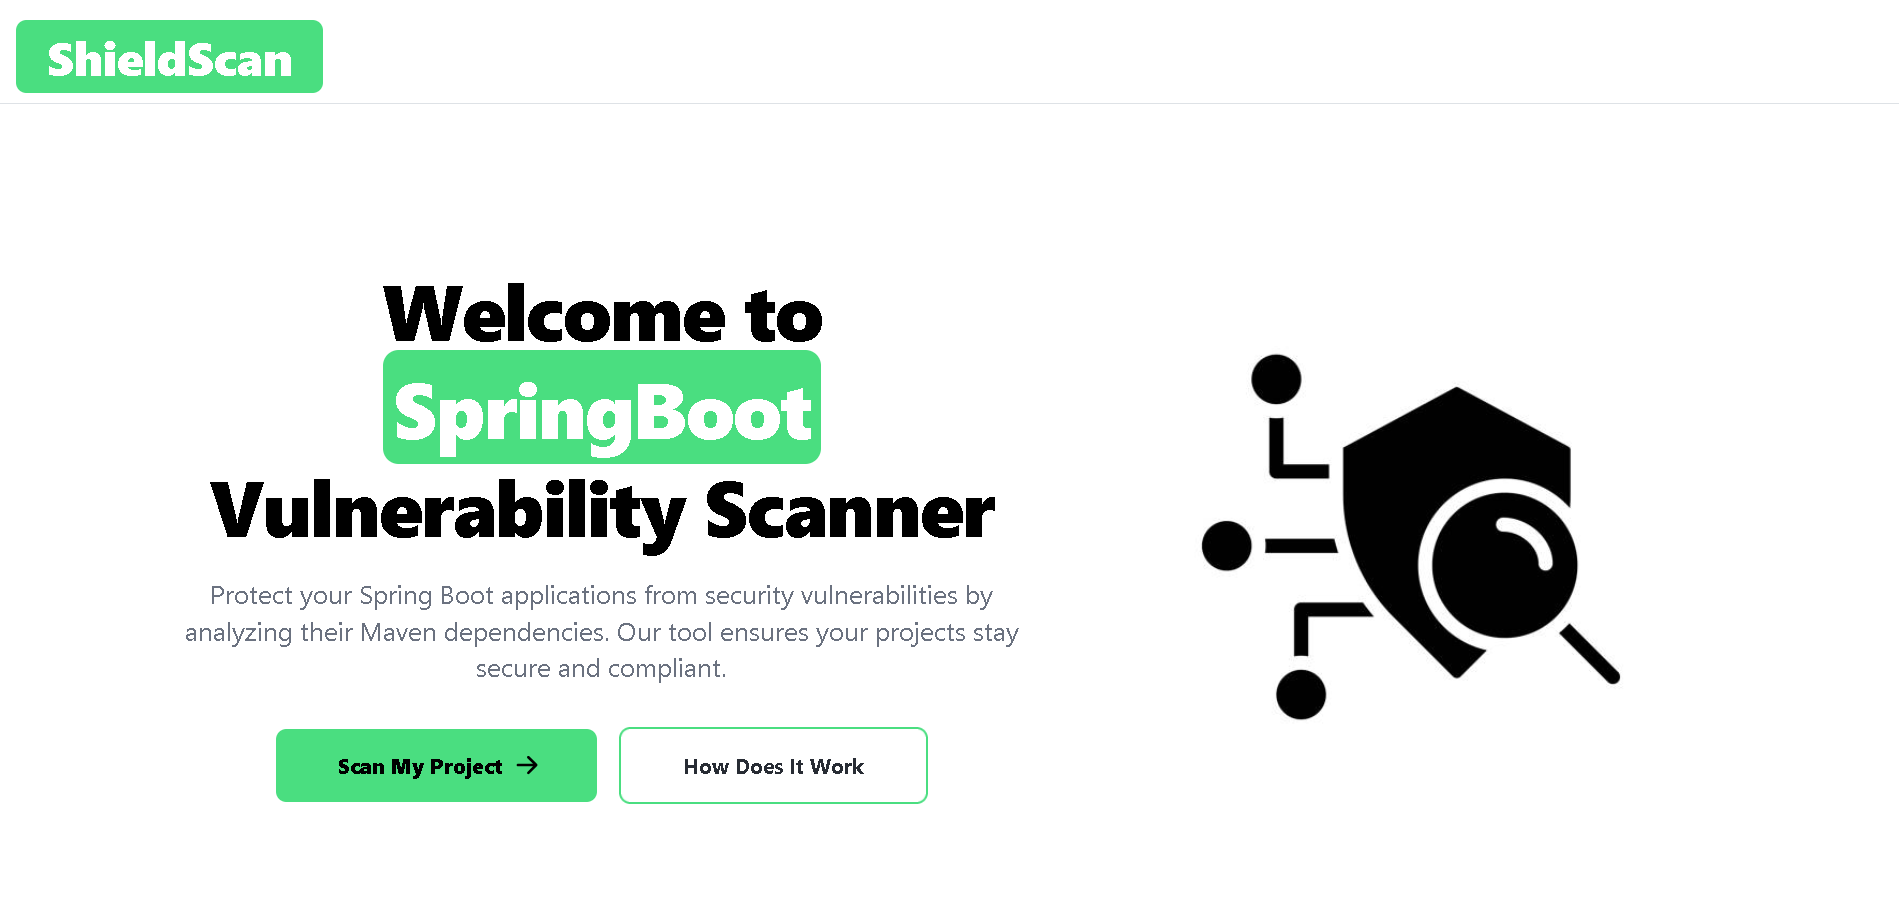 ShieldScan
Welcome to
SpringBoot
Vulnerability Scanner
Protect your Spring Boot applications from security vulnerabilities by
analyzing their Maven dependencies. Our tool ensures your projects stay
secure and compliant.
Scan My Project →
How Does It Work